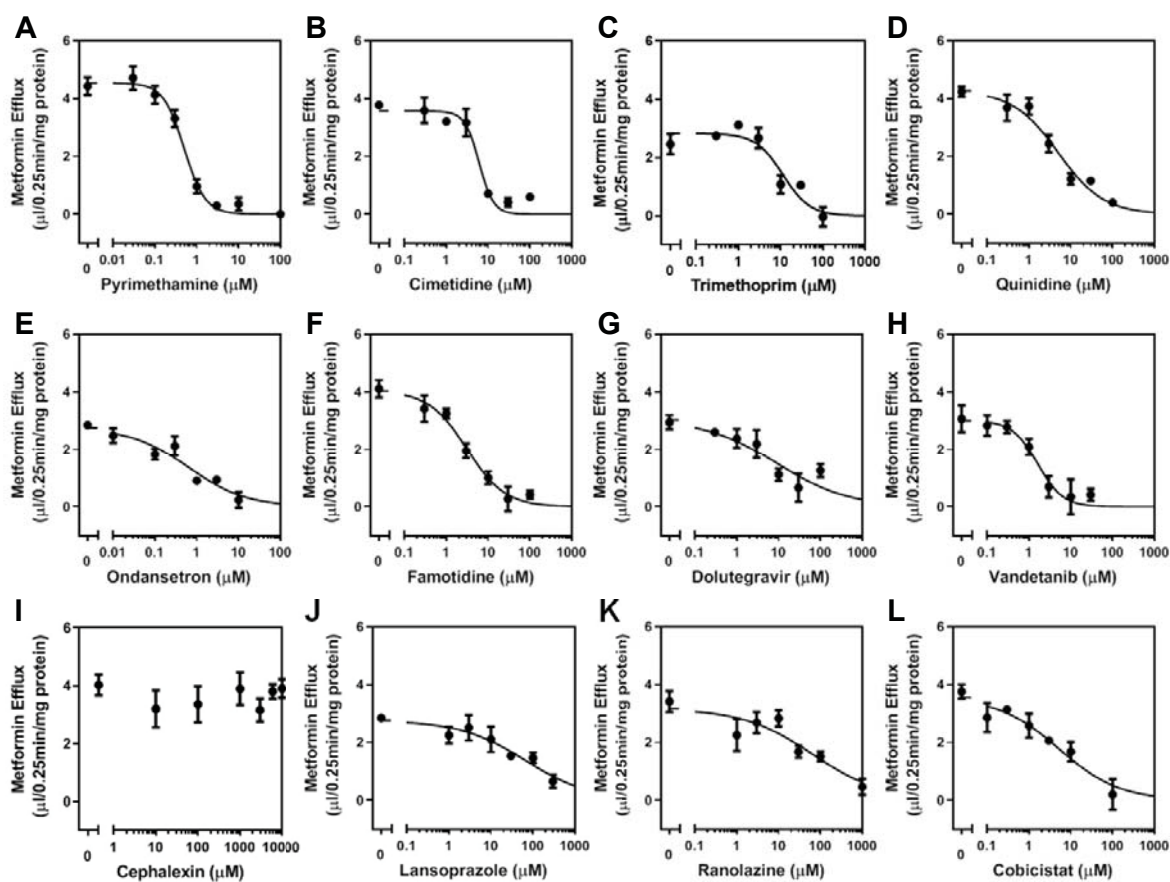 A
Metformin Efflux
(μl/0.25min/mg protein)
6
4
2
0
0 0.01 0.1 1 10 100
Pyrimethamine (μM)
B
Metformin Efflux
(μl/0.25min/mg protein)
6
4
2
0
0 0.1 1 10 100 1000
Cimetidine (μM)
C
Metformin Efflux
(μl/0.25min/mg protein)
6
4
2
0
0 0.1 1 10 100 1000
Trimethoprim (μM)
D
Metformin Efflux
(μl/0.25min/mg protein)
6
4
2
0
0 0.1 1 10 100 1000
Quinidine (μM)
E
Metformin Efflux
(μl/0.25min/mg protein)
6
4
2
0
0 0.01 0.1 1 10 100
Ondansetron (μM)
F
Metformin Efflux
(μl/0.25min/mg protein)
6
4
2
0
0 0.1 1 10 100 1000
Famotidine (μM)
G
Metformin Efflux
(μl/0.25min/mg protein)
6
4
2
0
0 0.1 1 10 100 1000
Dolutegravir (μM)
H
Metformin Efflux
(μl/0.25min/mg protein)
6
4
2
0
0 0.1 1 10 100 1000
Vandetanib (μM)
I
Metformin Efflux
(μl/0.25min/mg protein)
6
4
2
0
0 1 10 100 1000 10000
Cephalexin (μM)
J
Metformin Efflux
(μl/0.25min/mg protein)
6
4
2
0
0 0.1 1 10 100 1000
Lansoprazole (μM)
K
Metformin Efflux
(μl/0.25min/mg protein)
6
4
2
0
0 0.1 1 10 100 1000
Ranolazine (μM)
L
Metformin Efflux
(μl/0.25min/mg protein)
6
4
2
0
0 0.1 1 10 100 1000
Cobicistat (μM)